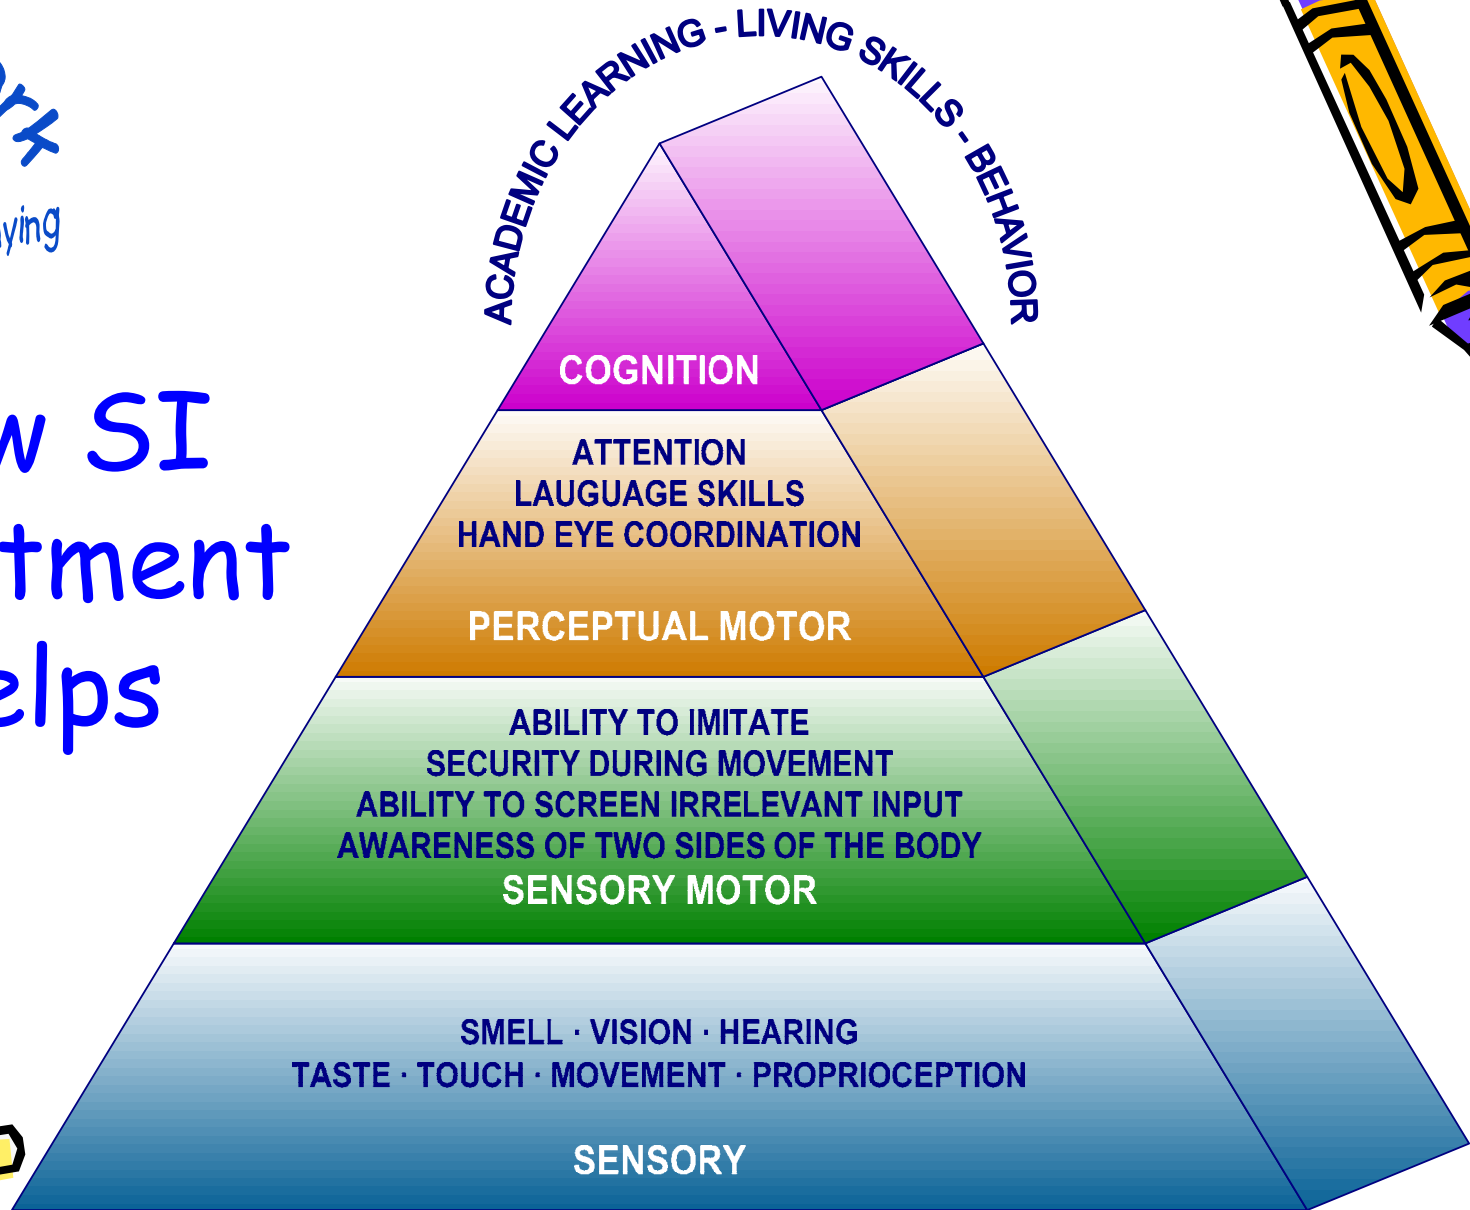 ACADEMIC LEARNING - LIVING SKILLS - BEHAVIOR
SI
COGNITION
ATTENTION
LAUGUAGE SKILLS
HAND EYE COORDINATION
PERCEPTUAL MOTOR
ABILITY TO IMITATE
SECURITY DURING MOVEMENT
ABILITY TO SCREEN IRRELEVANT INPUT
AWARENESS OF TWO SIDES OF THE BODY
SENSORY MOTOR
SMELL · VISION · HEARING
TASTE · TOUCH · MOVEMENT · PROPRIOCEPTION
SENSORY